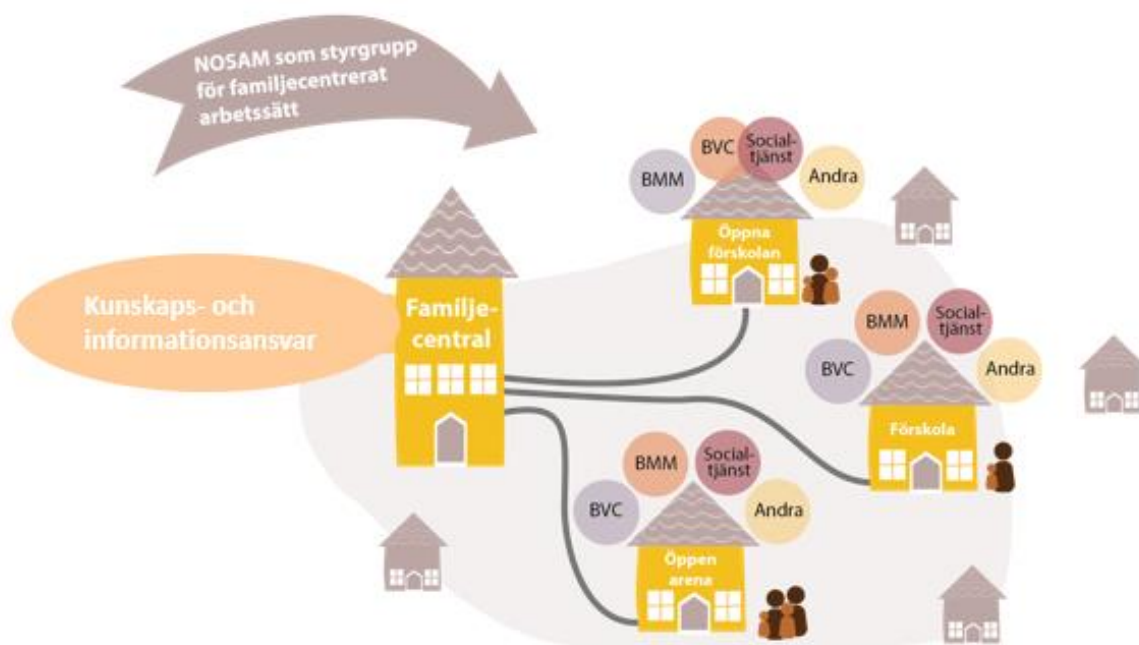 NOSAM som styrgrupp
för familjecentrerat
arbetssätt
Kunskaps- och
informationsansvar
Familje-
central
BMM
BVC
Social-
tjänst
Andra
Öppna
förskolan
BVC
BMM
Social-
tjänst
Andra
Förskola
BVC
BMM
Social-
tjänst
Andra
Öppen
arena